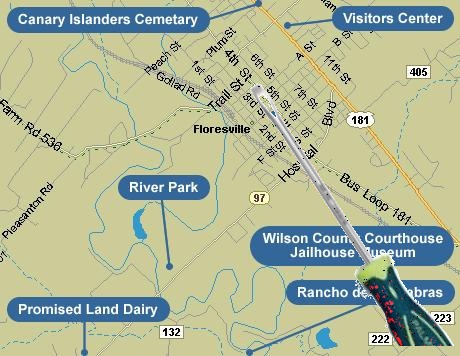 Canary Islanders Cemetary
Visitors Center
Plum St
A St
B St
Peach St
4th St
6th St
11th St
1st St
405
Goliad Rd
Trail St
5th St
7th St
3rd St
Blvd
181
Farm Rd 536
Floresville
2nd St
F St
Hospital
Bus Loop 181
Pleasanton Rd
River Park
97
Wilson County Courthouse
Jailhouse Museum
Rancho de
bras
Promised Land Dairy
132
222
223